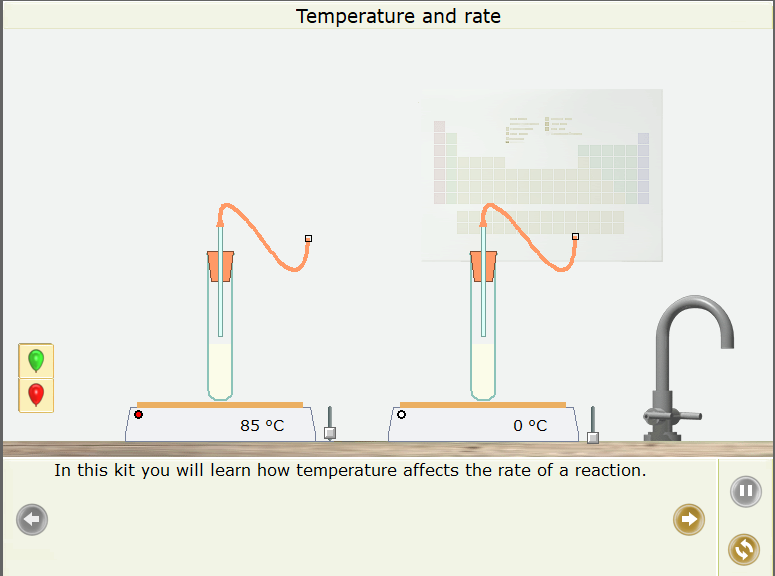 Temperature and rate
85 °C
0 °C
In this kit you will learn how temperature affects the rate of a reaction.